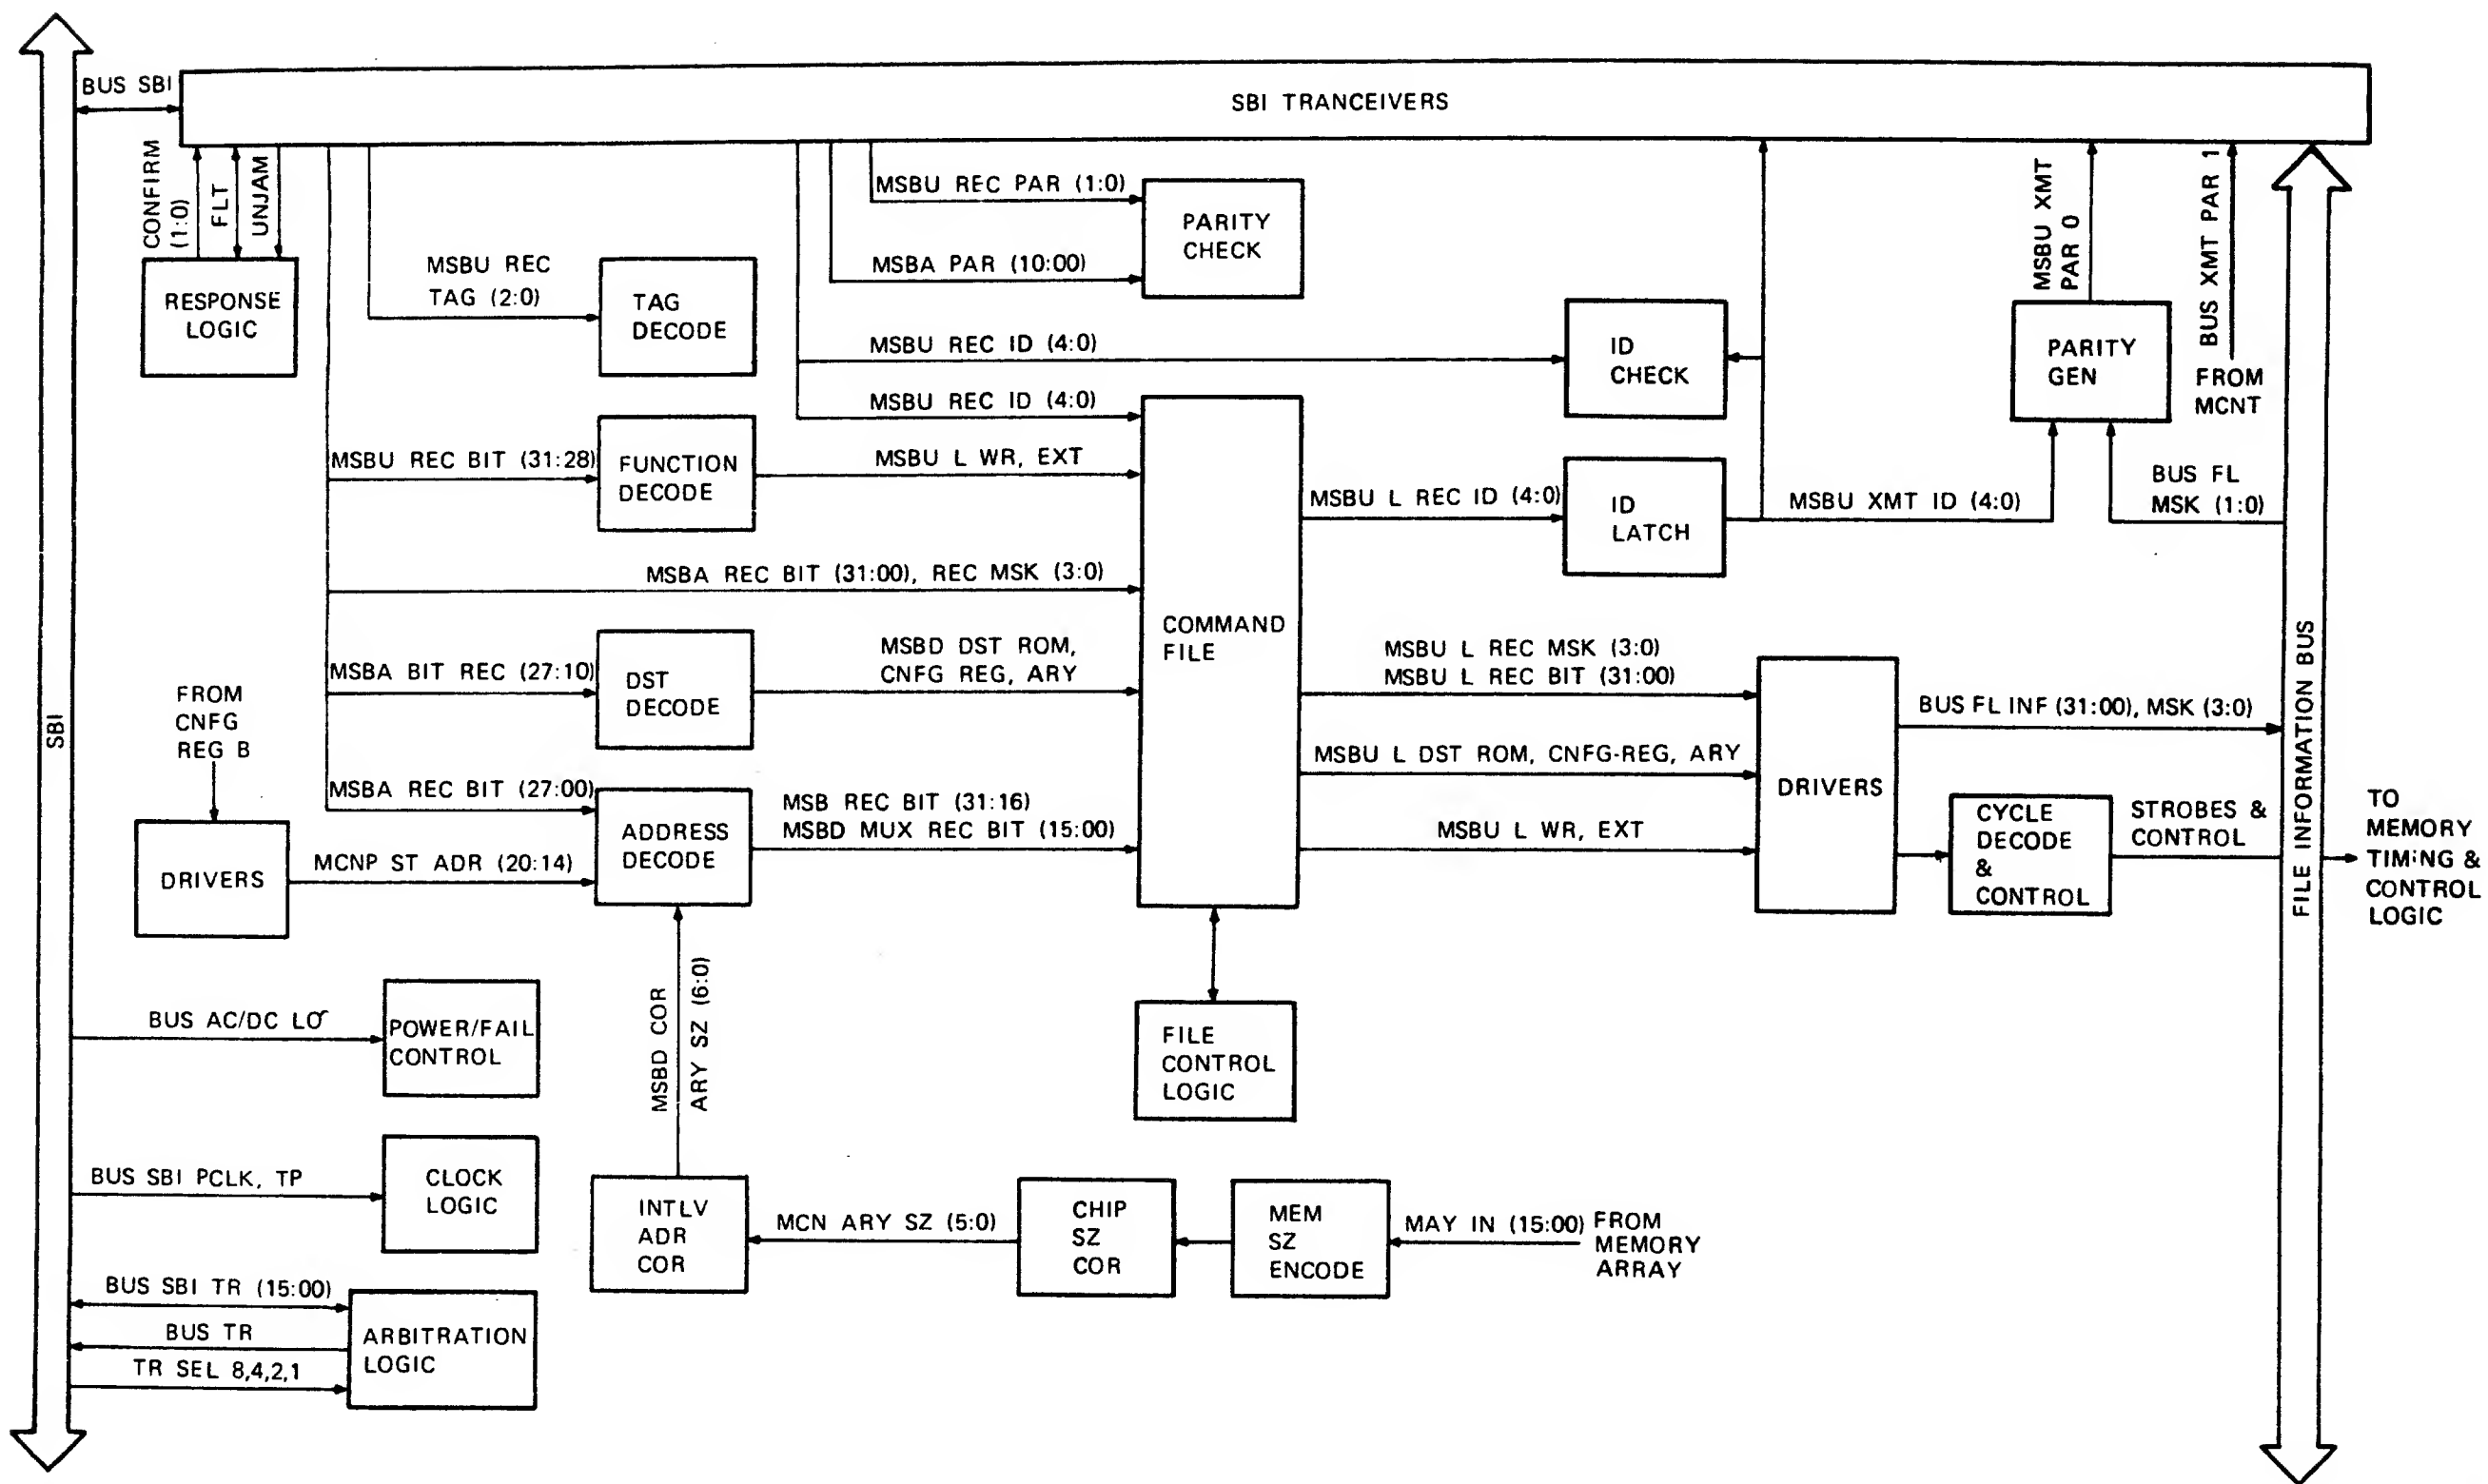 BUS SBI
SBI TRANCEIVERS
CONFIRM
(1:0)
FLT
UNJAM
MSBU REC PAR (1:0)
PARITY
CHECK
MSBA PAR (10:00)
MSBU XMT
PAR 0
BUS XMT PAR 1
FROM
MCNT
RESPONSE
LOGIC
MSBU REC
TAG (2:0)
TAG
DECODE
MSBU REC ID (4:0)
ID
CHECK
PARITY
GEN
MSBU REC ID (4:0)
MSBU REC BIT (31:28)
FUNCTION
DECODE
MSBU L WR, EXT
MSBU L REC ID (4:0)
ID
LATCH
MSBU XMT ID (4:0)
BUS FL
MSK (1:0)
MSBA REC BIT (31:00), REC MSK (3:0)
COMMAND
FILE
MSBA BIT REC (27:10)
DST
DECODE
MSBD DST ROM,
CNFG REG, ARY
MSBU L REC MSK (3:0)
MSBU L REC BIT (31:00)
BUS FL INF (31:00), MSK (3:0)
SBI
FROM
CNFG
REG B
FILE INFORMATION BUS
MSBU L DST ROM, CNFG-REG, ARY
DRIVERS
MSBA REC BIT (27:00)
ADDRESS
DECODE
MSB REC BIT (31:16)
MSBD MUX REC BIT (15:00)
MSBU L WR, EXT
CYCLE
DECODE
&
CONTROL
STROBES &
CONTROL
TO
MEMORY
TIMING &
CONTROL
LOGIC
DRIVERS
MCNP ST ADR (20:14)
MSBD COR
ARY SZ (6:0)
BUS AC/DC LO
POWER/FAIL
CONTROL
FILE
CONTROL
LOGIC
BUS SBI PCLK, TP
CLOCK
LOGIC
INTLV
ADR
COR
MCN ARY SZ (5:0)
CHIP
SZ
COR
MEM
SZ
ENCODE
MAY IN (15:00)
FROM
MEMORY
ARRAY
BUS SBI TR (15:00)
BUS TR
TR SEL 8,4,2,1
ARBITRATION
LOGIC